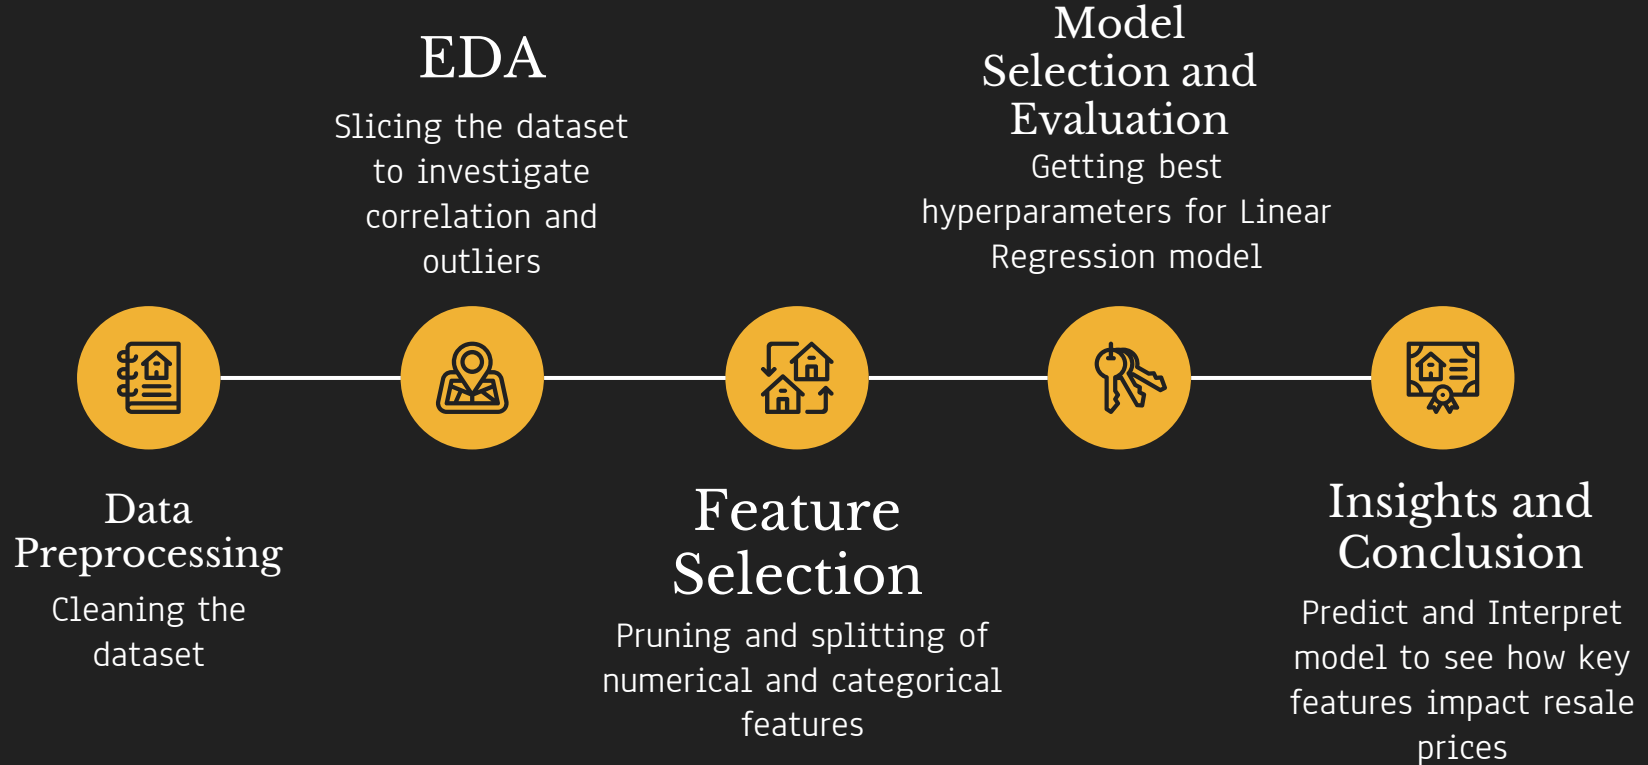 Data
Preprocessing
Cleaning the
dataset
EDA
Slicing the dataset
to investigate
correlation and
outliers
Feature
Selection
Pruning and splitting of
numerical and categorical
features
Model
Selection and
Evaluation
Getting best
hyperparameters for Linear
Regression model
Insights and
Conclusion
Predict and Interpret
model to see how key
features impact resale
prices